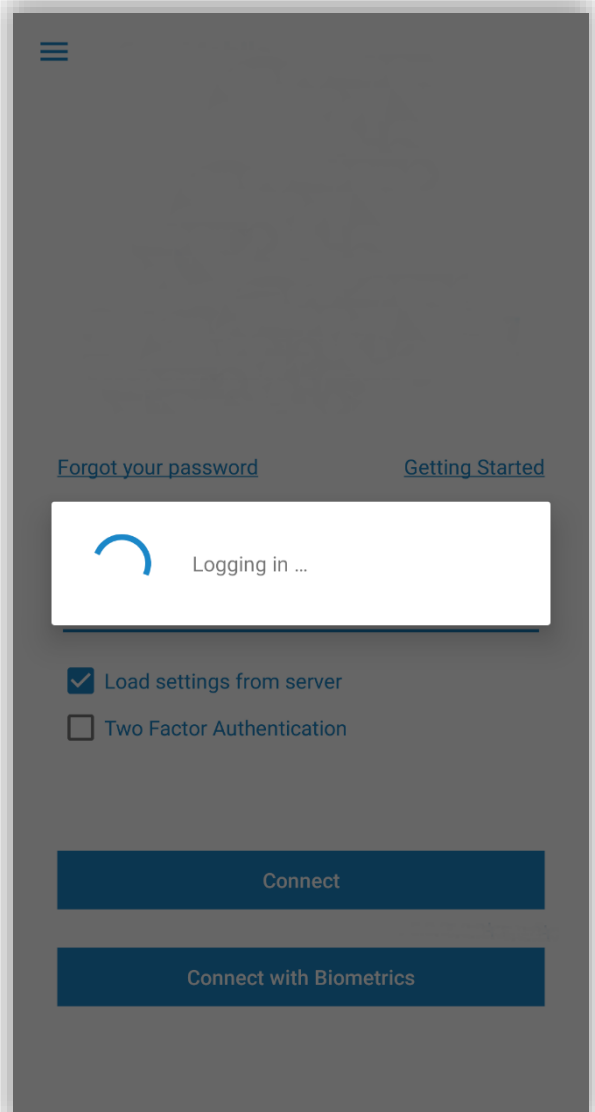 Forgot your password Getting Started
Logging in ...
Load settings from server
Two Factor Authentication
Connect
Connect with Biometrics